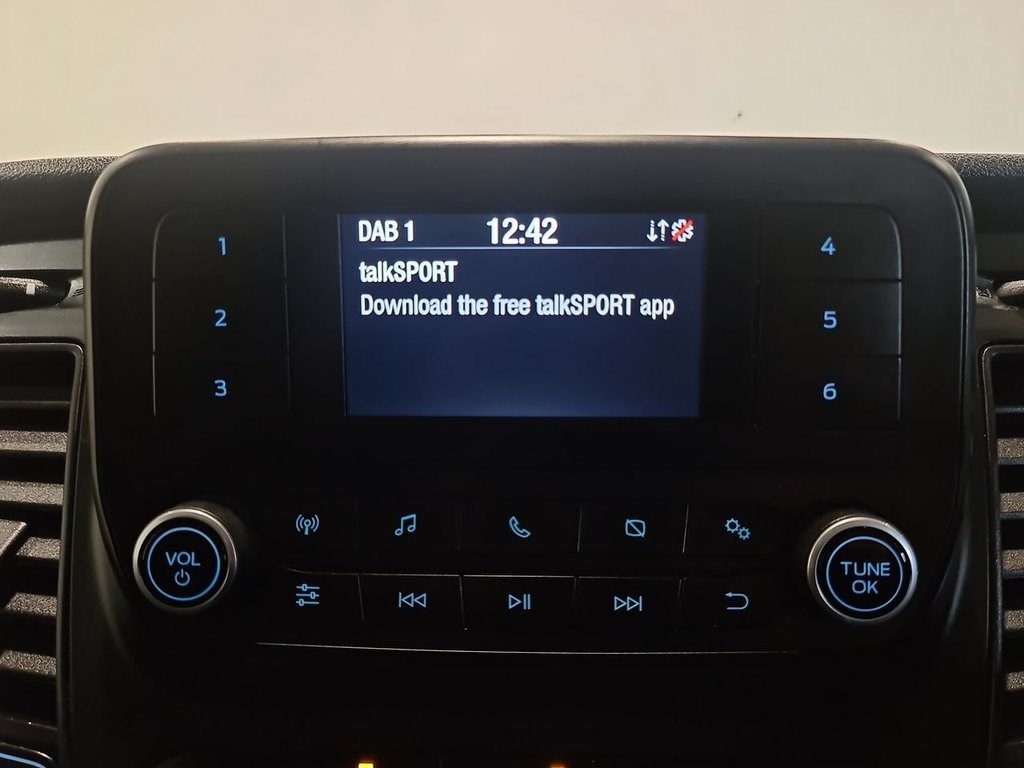 DAB 1 12:42
talkSPORT
Download the free talkSPORT app
1 4
2 5
3 6
VOL
TUNE
OK